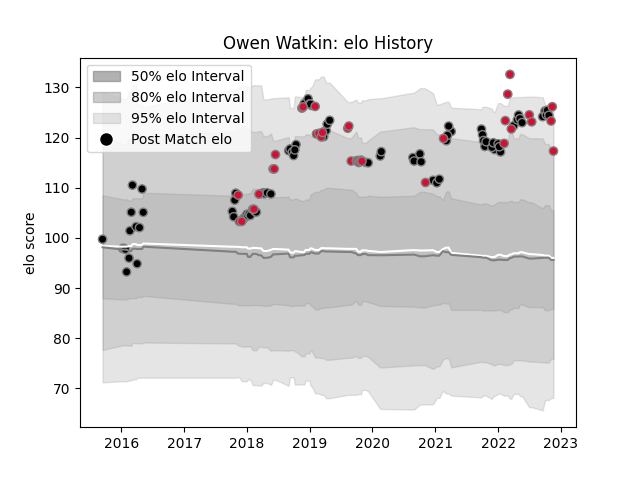 Owen Watkin: elo History
50% elo Interval
80% elo Interval
95% elo Interval
Post Match elo
elo score
130
120
110
100
90
80
70
2016 2017 2018 2019 2020 2021 2022 2023